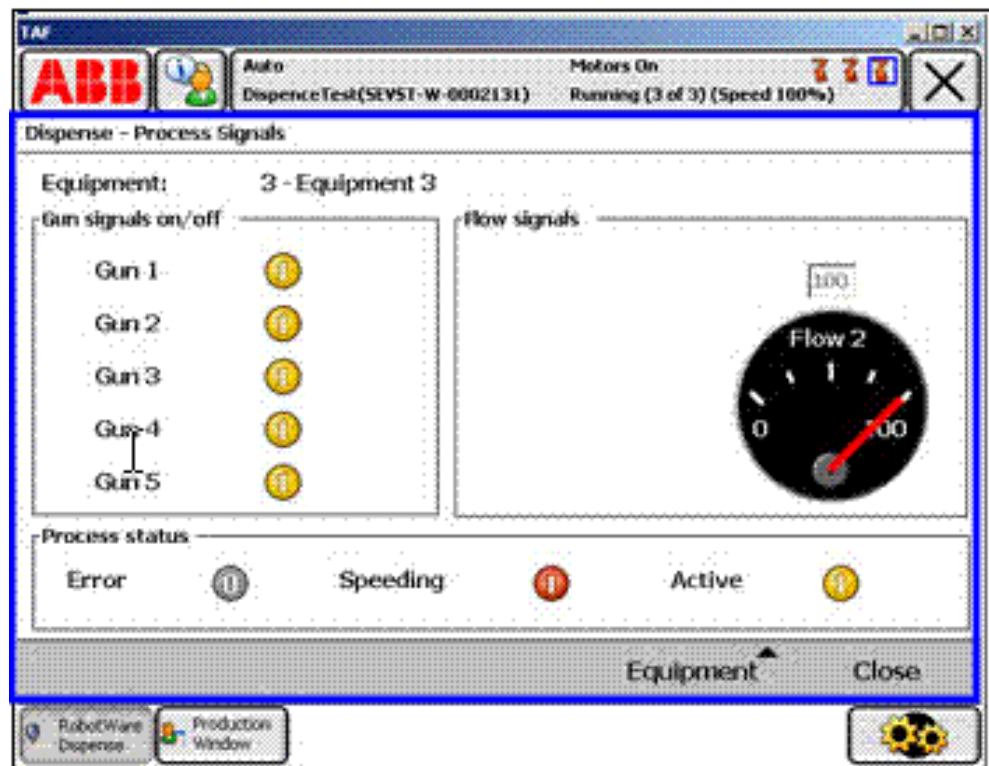 TAF
ABB
Auto
DispenceTest(SEVST-W-0002131)
Motors On
Running (3 of 3) (Speed 100%)
Dispense - Process Signals
Equipment: 3 - Equipment 3
Gun signals on/off
Gun 1
Gun 2
Gun 3
Gun 4
Gun 5
Flow signals
100
Flow 2
0
100
Process status
Error
Speeding
Active
Equipment
Close
RobotWare
Dispense
Production
Window